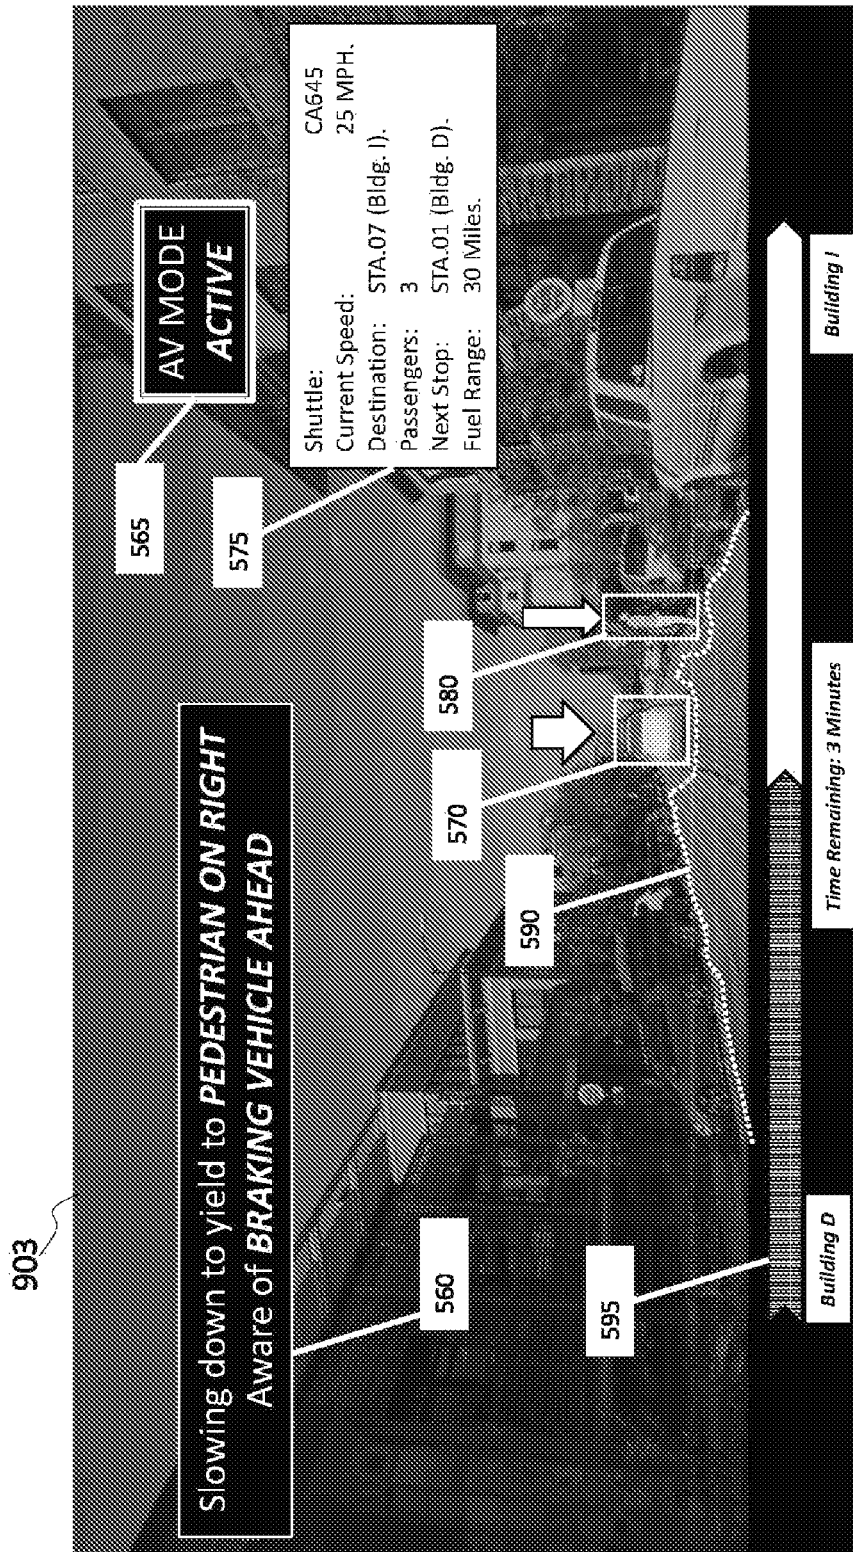 903
Slowing down to yield to PEDESTRIAN ON RIGHT
Aware of BRAKING VEHICLE AHEAD
AV MODE
ACTIVE
565
575
Shuttle: CA645
Current Speed: 25 MPH.
Destination: STA.07 (Bldg. I).
Passengers: 3
Next Stop: STA.01 (Bldg. D).
Fuel Range: 30 Miles.
580
570
590
560
595
Building D
Time Remaining: 3 Minutes
Building I